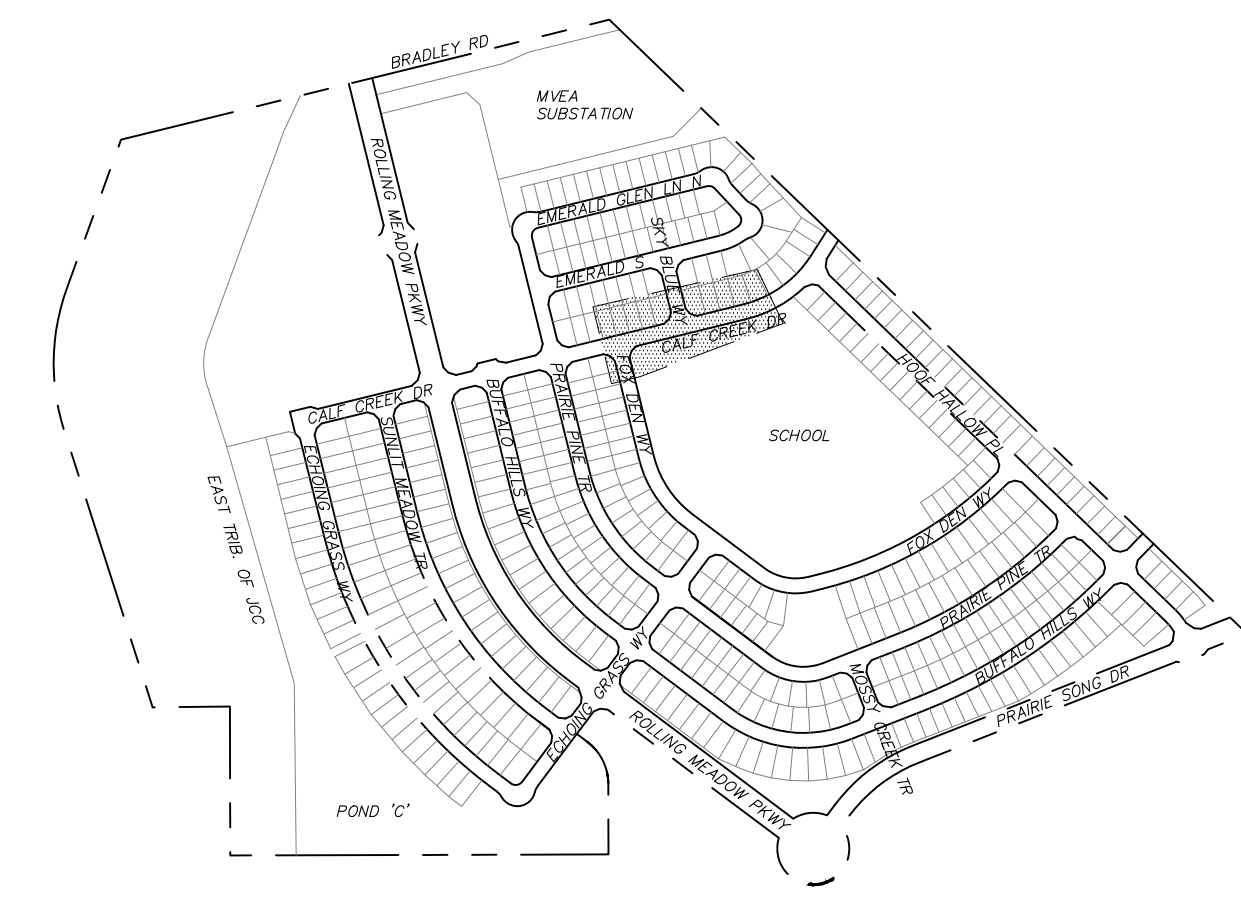 BRADLEY RD
MVEA
SUBSTATION
ROLLING MEADOW PKWY
EMERALD GLEN LN N
SKY BLUE WY
EMERALD S
CALF CREEK DR
FOX DEN WY
PRAIRIE PINE TR
BUFFALO HILLS WY
CALF CREEK DR
SUNLIT MEADOW TR
ECHOING GRASS WY
HOOF HALLOW PL
SCHOOL
EAST TRIB. OF JCC
FOX DEN WY
PRAIRIE PINE TR
BUFFALO HILLS WY
ECHOING GRASS WY
MOSSY CREEK TR
PRAIRIE SONG DR
ROLLING MEADOW PKWY
POND 'C'